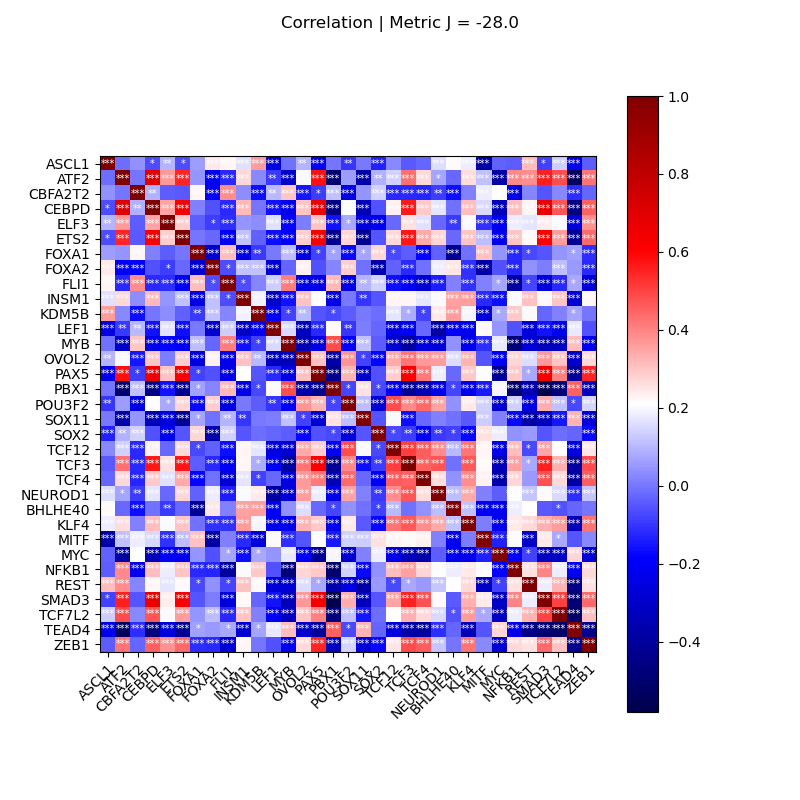 Correlation | Metric J = -28.0
ASCL1
ATF2
CBFA2T2
CEBPD
ELF3
ETS2
FOXA1
FOXA2
FLI1
INSM1
KDM5B
LEF1
MYB
OVOL2
PAX5
PBX1
POU3F2
SOX11
SOX2
TCF12
TCF3
TCF4
NEUROD1
BHLHE40
KLF4
MITF
MYC
NFKB1
REST
SMAD3
TCF7L2
TEAD4
ZEB1
ASCL1
ATF2
CBFA2T2
CEBPD
ELF3
ETS2
FOXA1
FOXA2
FLI1
INSM1
KDM5B
LEF1
MYB
OVOL2
PAX5
PBX1
POU3F2
SOX11
SOX2
TCF12
TCF3
TCF4
NEUROD1
BHLHE40
KLF4
MITF
MYC
NFKB1
REST
SMAD3
TCF7L2
TEAD4
ZEB1
1.0
0.8
0.6
0.4
0.2
0.0
−0.2
−0.4